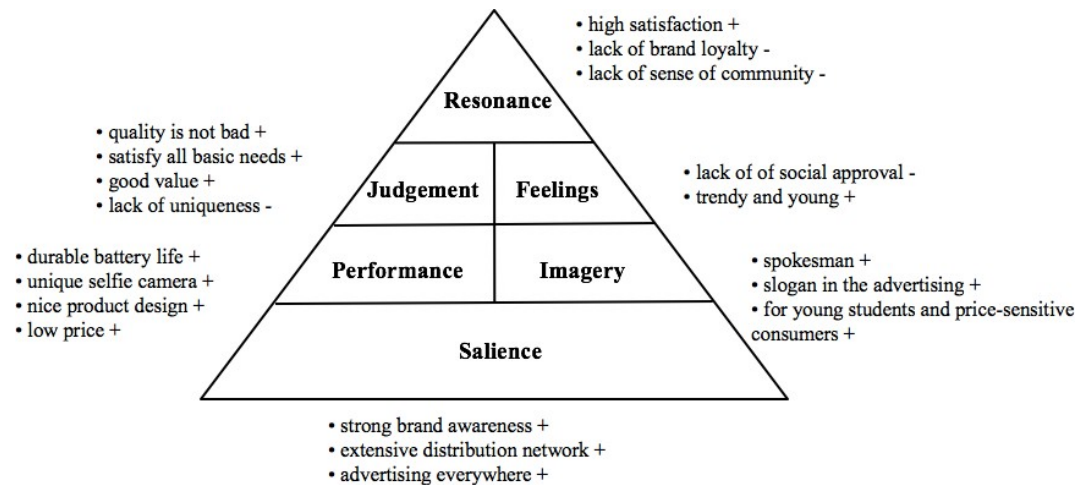 • high satisfaction +
• lack of brand loyalty -
• lack of sense of community -
Resonance
• quality is not bad +
• satisfy all basic needs +
• good value +
• lack of uniqueness -
Judgement
Feelings
• lack of of social approval -
• trendy and young +
• durable battery life +
• unique selfie camera +
• nice product design +
• low price +
Performance
Imagery
• spokesman +
• slogan in the advertising +
• for young students and price-sensitive
consumers +
Salience
• strong brand awareness +
• extensive distribution network +
• advertising everywhere +